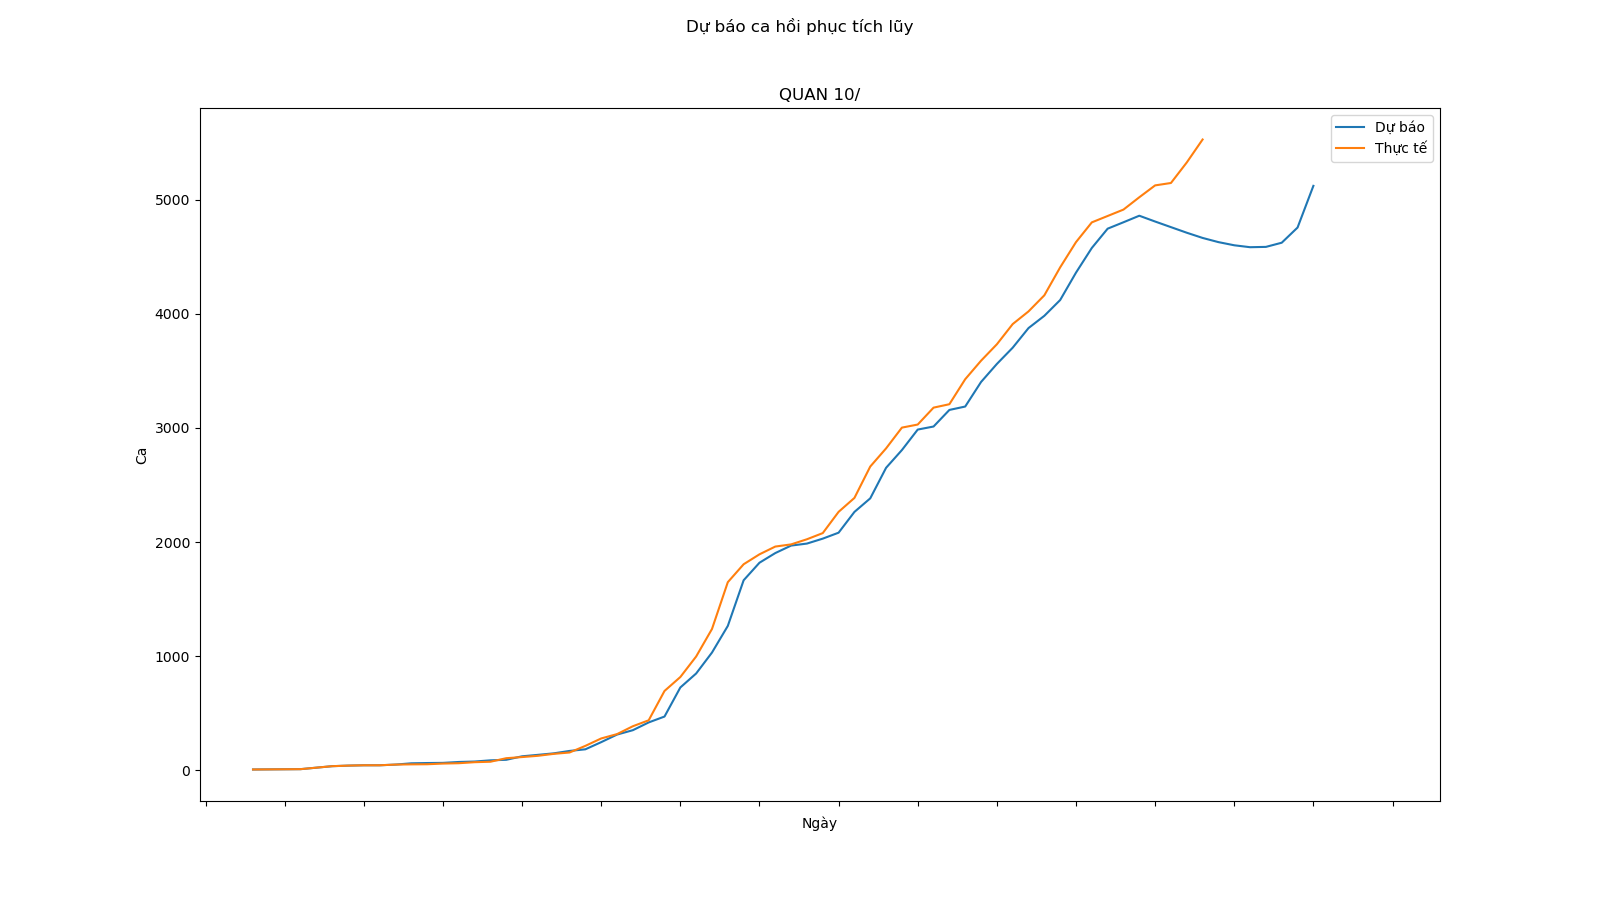 Dự báo ca hồi phục tích lũy
QUAN 10/
Dự báo
Thực tế
5000
4000
3000
2000
1000
0
Ca
Ngày